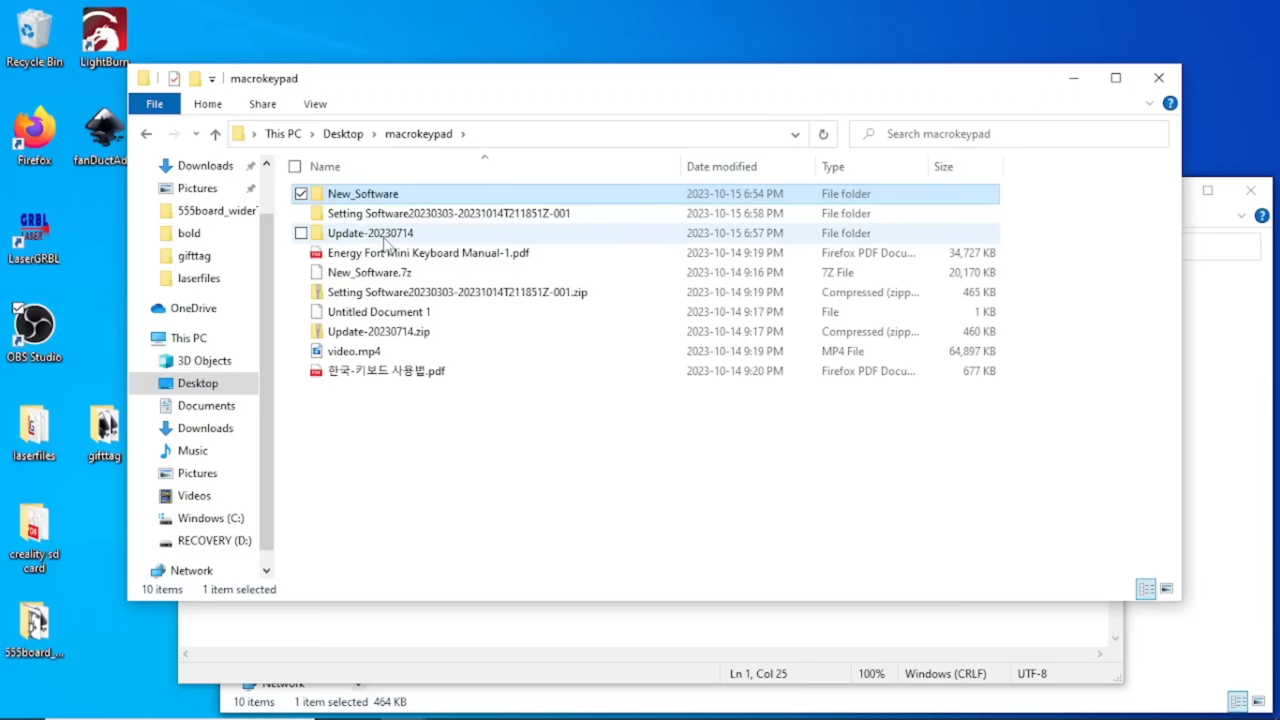 Recycle Bin
LightBurn
Firefox
fanDuctAd
GRBL
LASER
LaserGRBL
OBS Studio
laserfiles
gifttag
creality sd
card
555board_...
macrokeypad
File
Home
Share
View
This PC
Desktop
macrokeypad
Search macrokeypad
Downloads
Pictures
555board_wider
bold
gifttag
laserfiles
OneDrive
This PC
3D Objects
Desktop
Documents
Downloads
Music
Pictures
Videos
Windows (C:)
RECOVERY (D:)
Network
Name Date modified Type Size
New_Software 2023-10-15 6:54 PM File folder
Setting Software20230303-20231014T211851Z-001 2023-10-15 6:58 PM File folder
Update-20230714 2023-10-15 6:57 PM File folder
Energy Fort Mini Keyboard Manual-1.pdf 2023-10-14 9:19 PM Firefox PDF Docu... 34,727 KB
New_Software.7z 2023-10-14 9:16 PM 7Z File 20,170 KB
Setting Software20230303-20231014T211851Z-001.zip 2023-10-14 9:19 PM Compressed (zipp... 465 KB
Untitled Document 1 2023-10-14 9:17 PM File 1 KB
Update-20230714.zip 2023-10-14 9:17 PM Compressed (zipp... 460 KB
video.mp4 2023-10-14 9:19 PM MP4 File 64,897 KB
한국-키보드 사용법.pdf 2023-10-14 9:20 PM Firefox PDF Docu... 677 KB
10 items 1 item selected
Ln 1, Col 25 100% Windows (CRLF) UTF-8
Network
10 items 1 item selected 464 KB